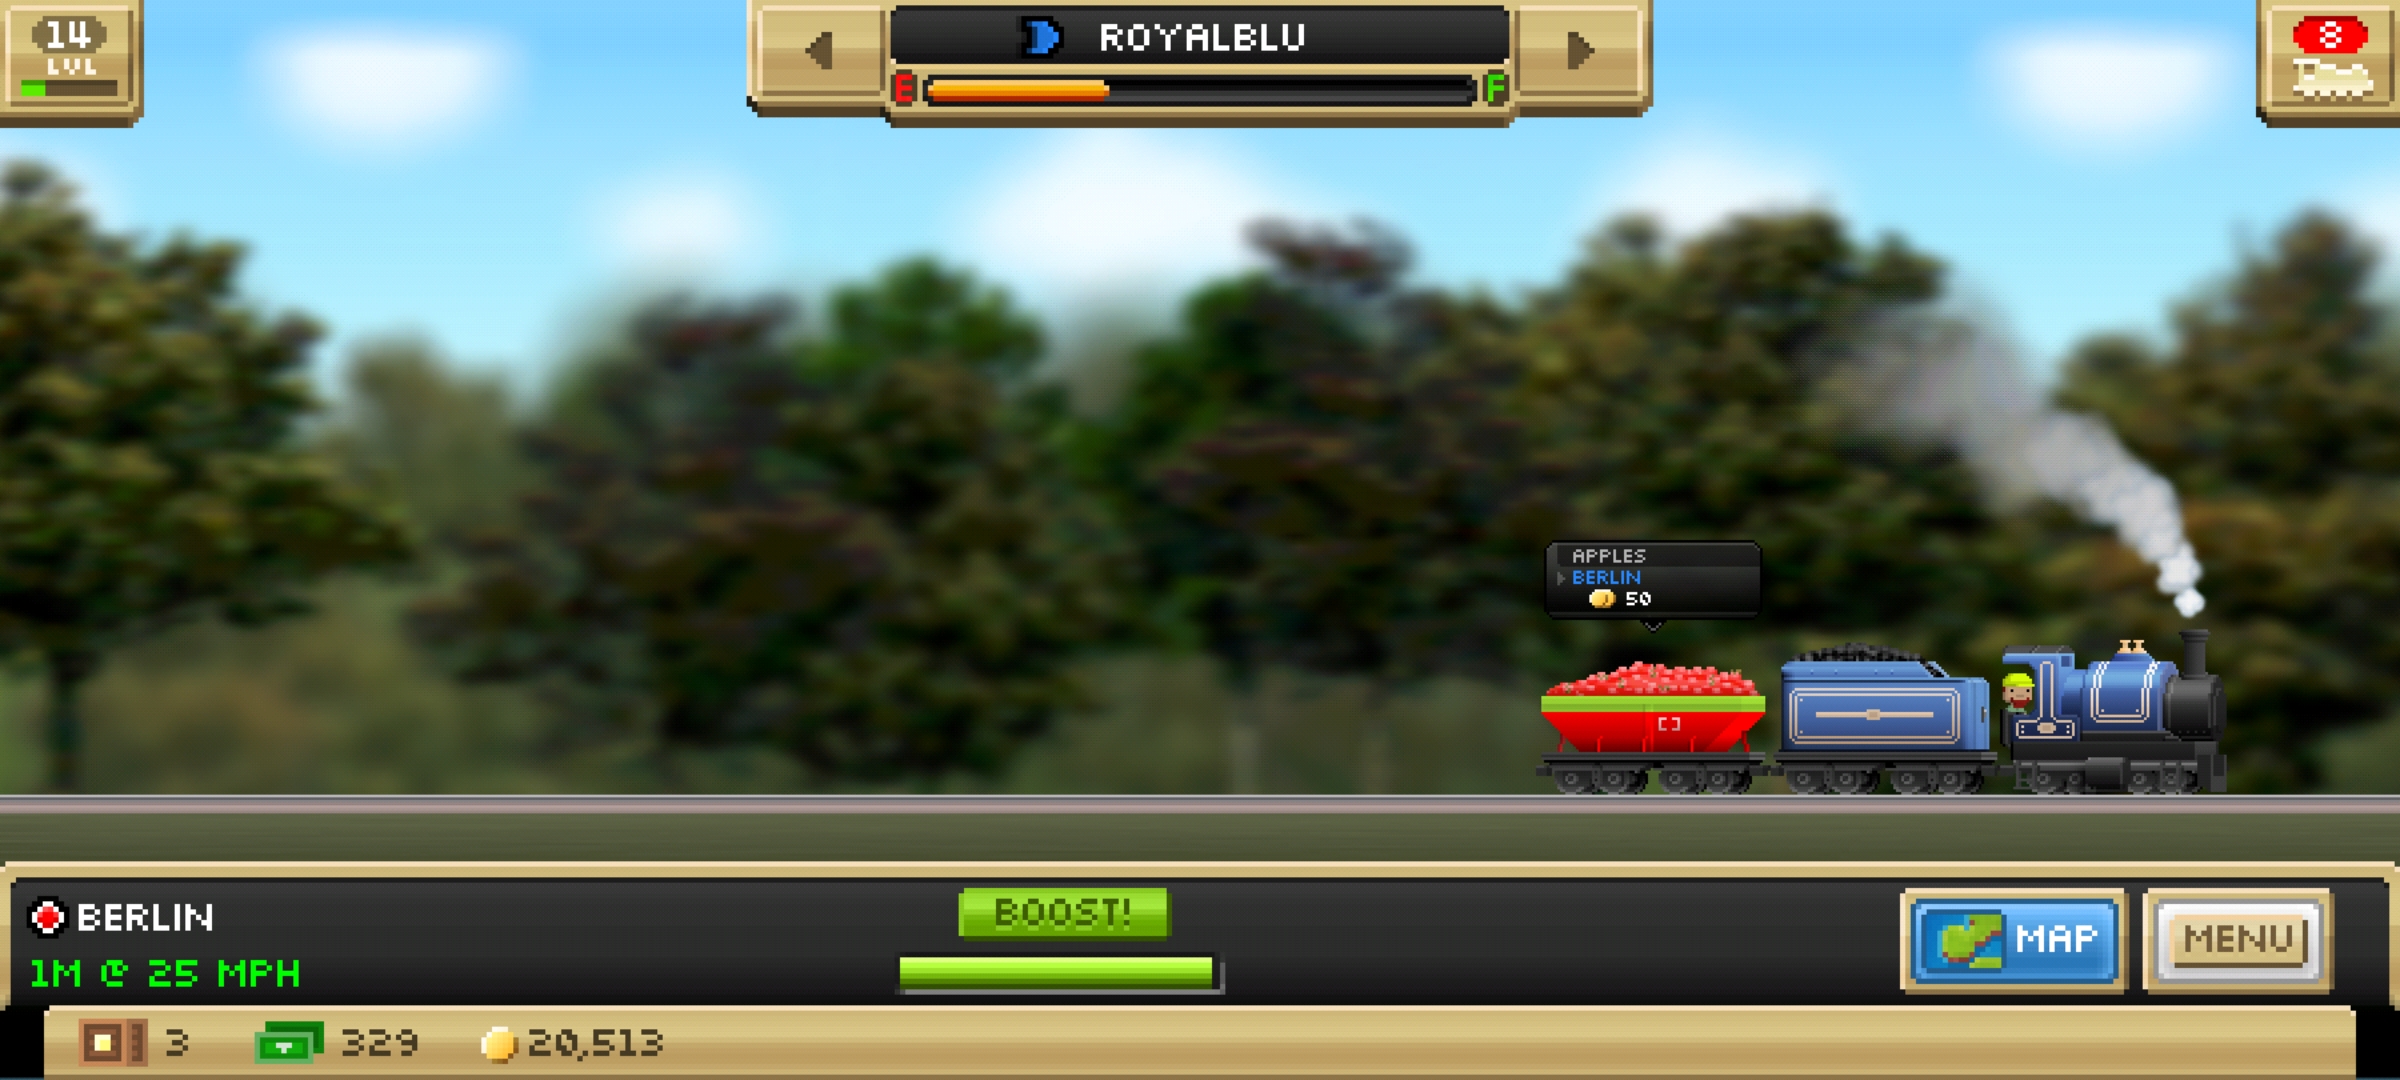 14
LVL
ROYALBLU
E F
8
APPLES
BERLIN
50
BERLIN
1M @ 25 MPH
BOOST!
MAP
MENU
3
329
20,513